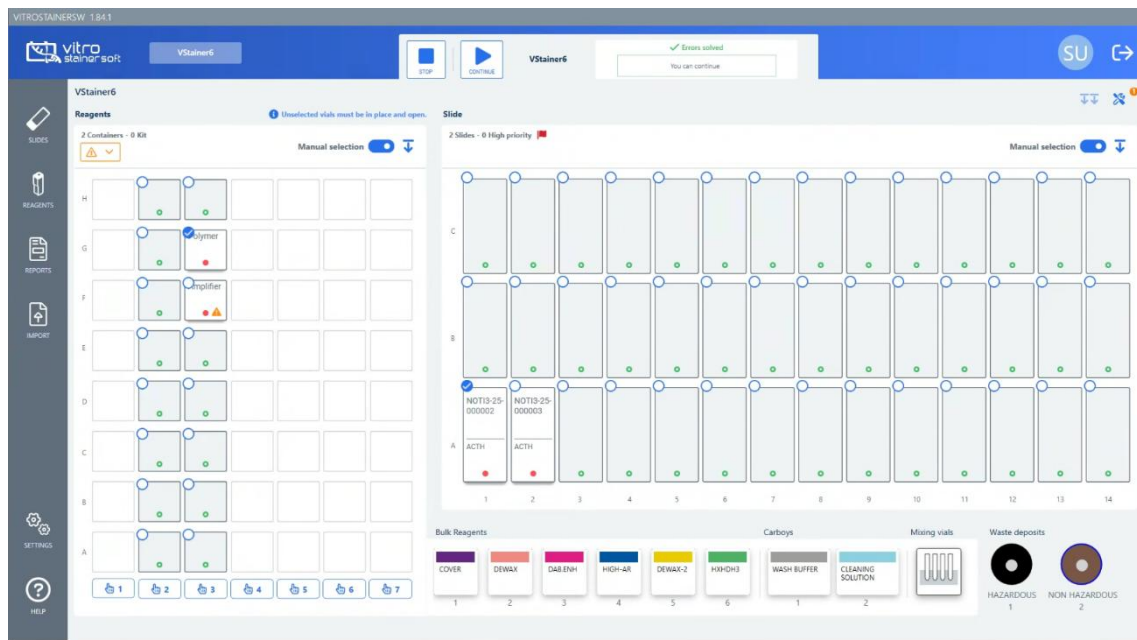 VITROSTAINERSW 1.84.1
vitro
stainer soft
VStainer6
STOP
CONTINUE
VStainer6
Errors solved
You can continue
SU
VStainer6
Reagents
Unselected vials must be in place and open.
Slide
1
SLIDES
2 Containers - 0 Kit
Manual selection
2 Slides - 0 High priority
Manual selection
REAGENTS
REPORTS
IMPORT
SETTINGS
HELP
H
G
olymer
F
mplifier
E
D
C
B
A
1 2 3 4 5 6 7
C
B
A
NOTI3-25-
000002
ACTH
NOTI3-25-
000003
ACTH
1 2 3 4 5 6 7 8 9 10 11 12 13 14
Bulk Reagents
Carboys
Mixing vials
Waste deposits
COVER DEWAX DAB.ENH HIGH-AR DEWAX-2 HXHDH3
WASH BUFFER
CLEANING
SOLUTION
HAZARDOUS
NON HAZARDOUS
1 2 3 4 5 6
1 2
1 2